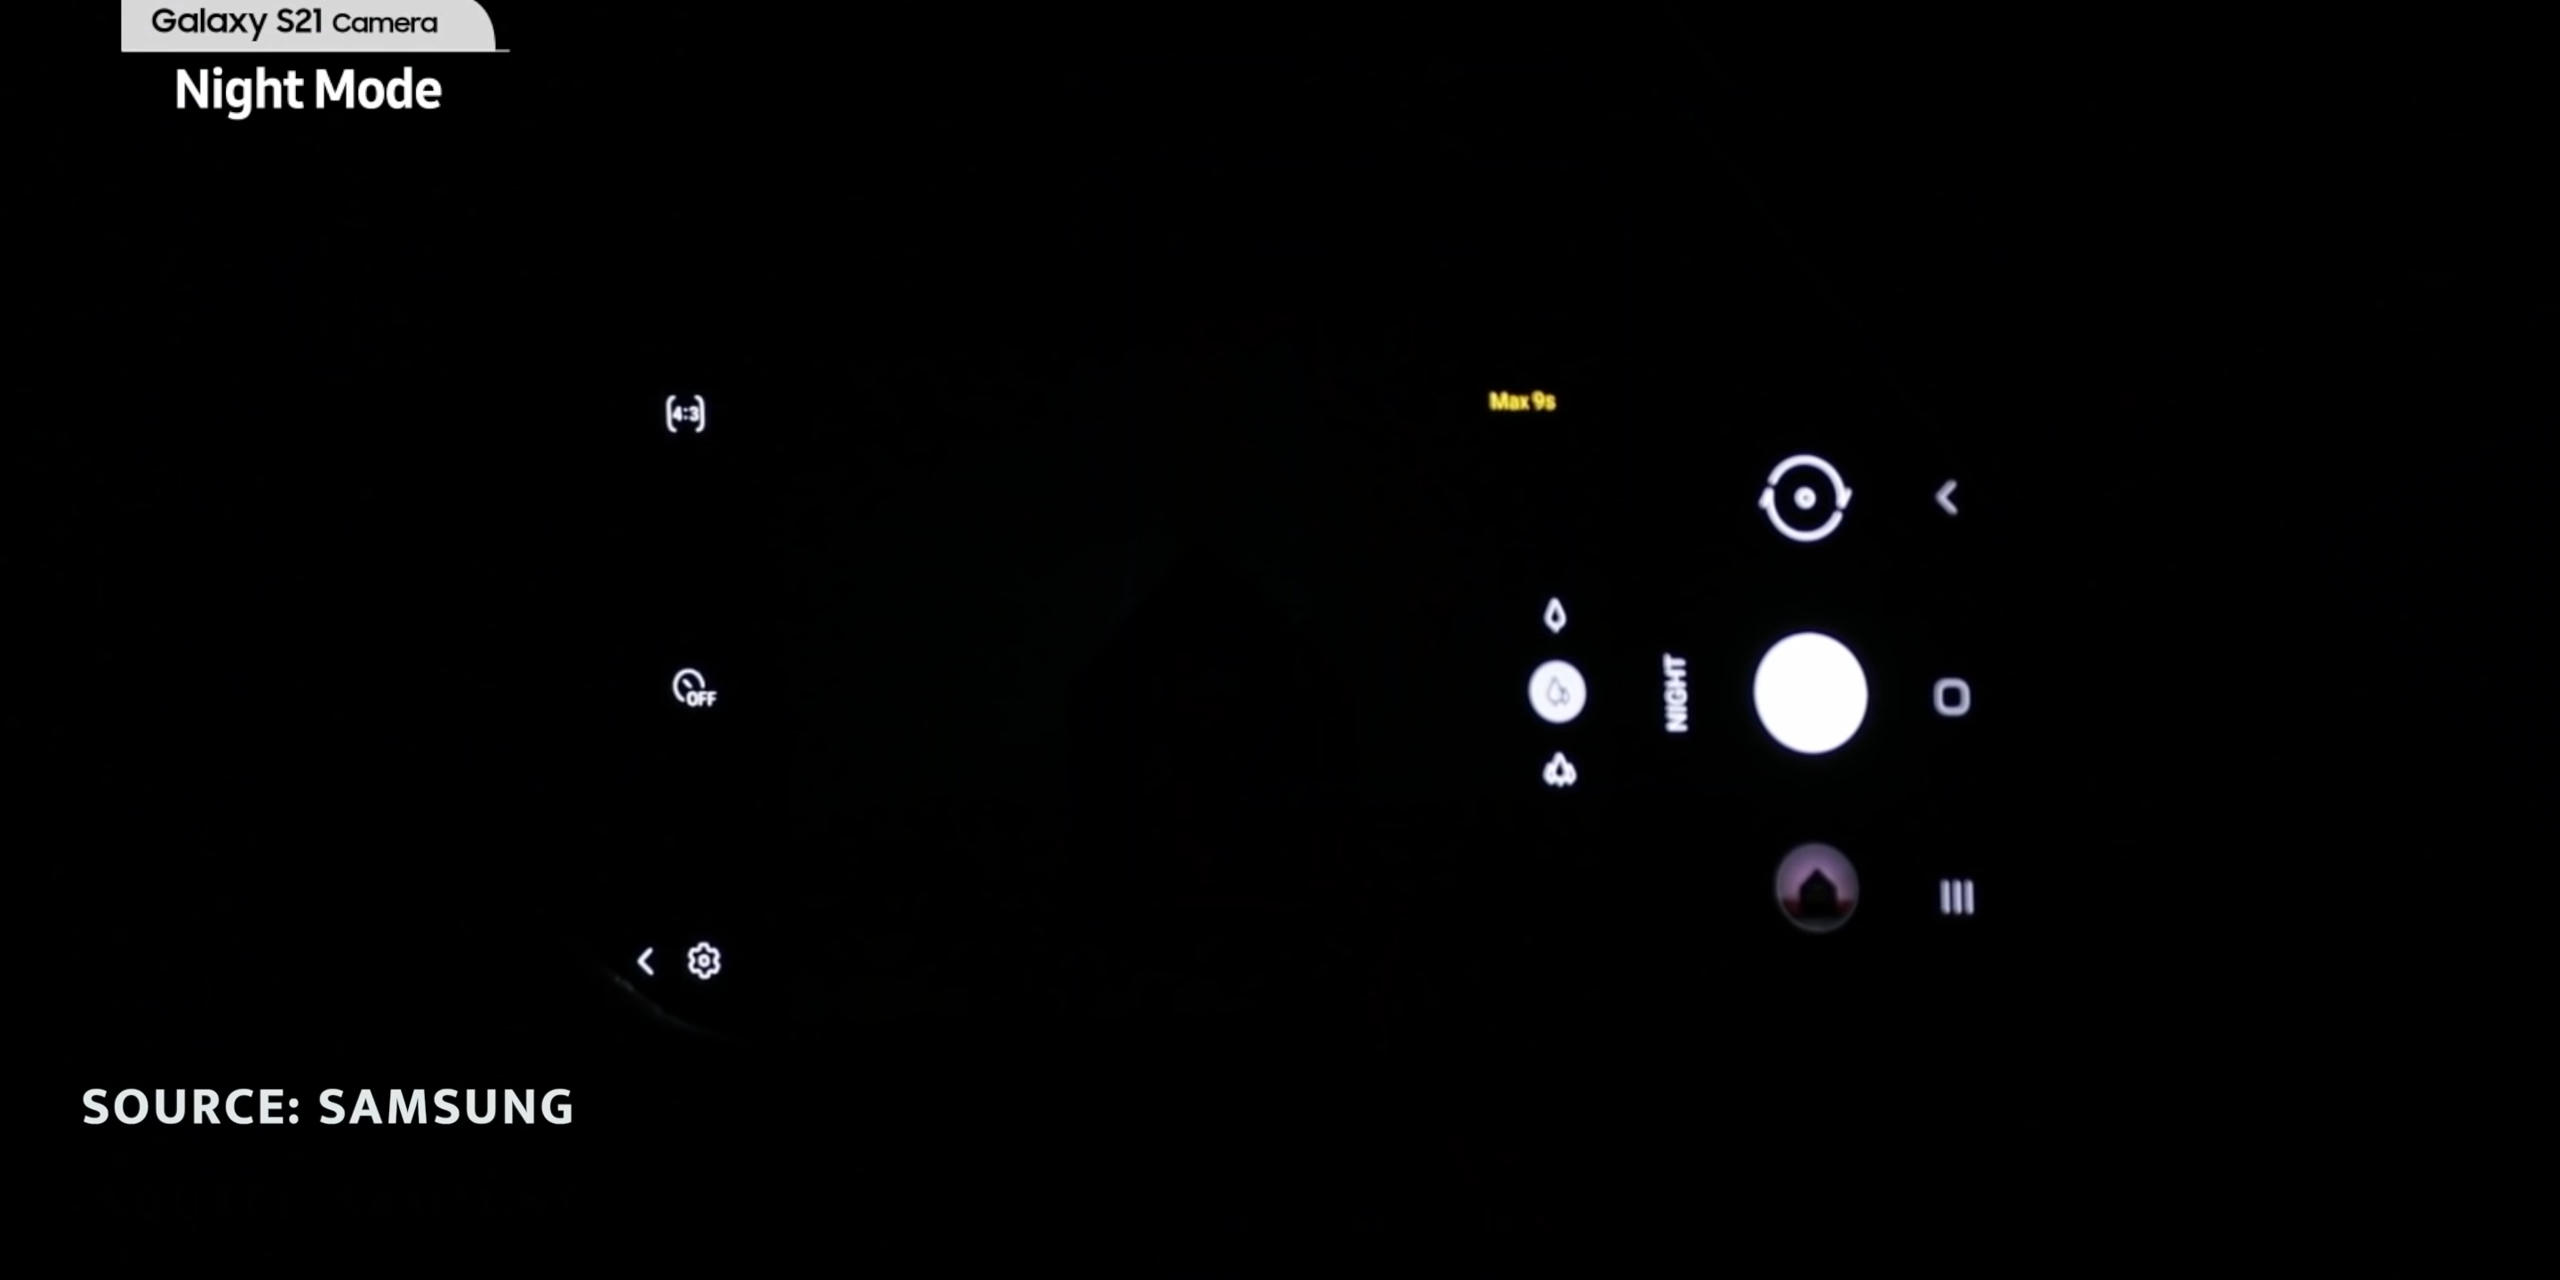 Galaxy S21 Camera
Night Mode
4:3
Max 9s
OFF
NIGHT
SOURCE: SAMSUNG